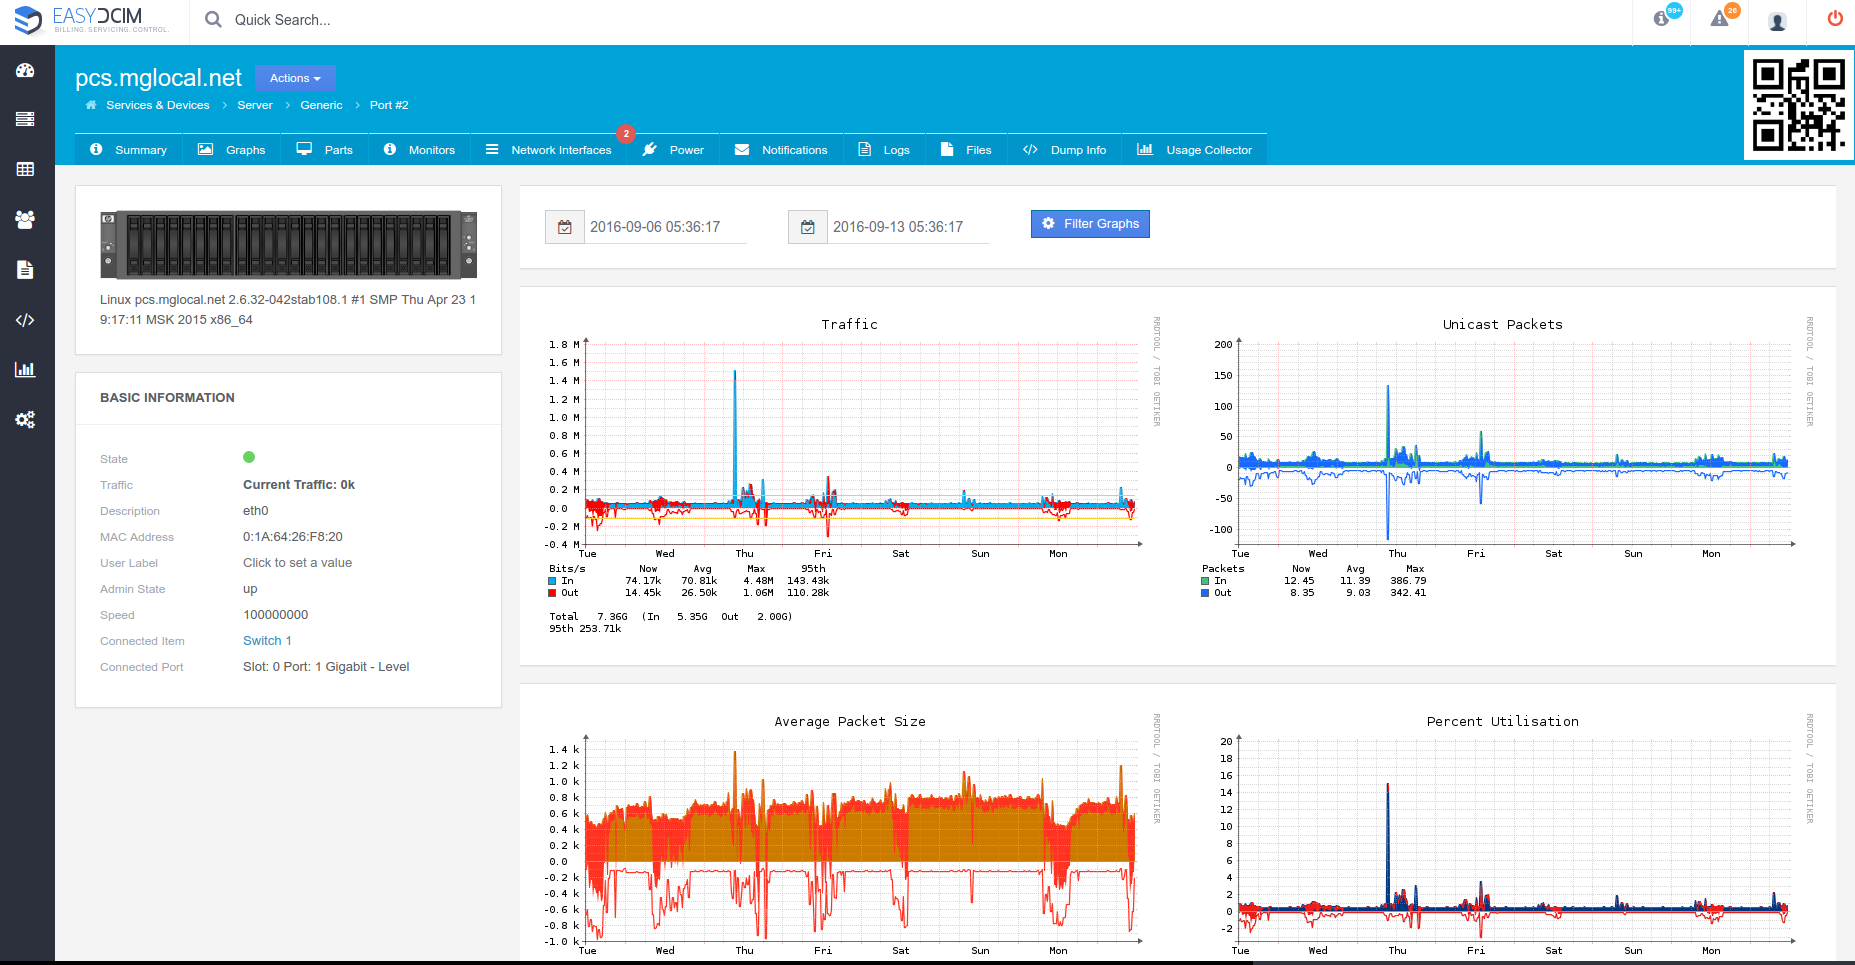 EASYDCIM
BILLING. SERVICING. CONTROL.
Quick Search...
99+
26
pcs.mglocal.net
Actions
Services & Devices
Server
Generic
Port #2
Summary
Graphs
Parts
Monitors
Network Interfaces
2
Power
Notifications
Logs
Files
Dump Info
Usage Collector
Linux pcs.mglocal.net 2.6.32-042stab108.1 #1 SMP Thu Apr 23 1
9:17:11 MSK 2015 x86_64
BASIC INFORMATION
State
Traffic Current Traffic: 0k
Description eth0
MAC Address 0:1A:64:26:F8:20
User Label Click to set a value
Admin State up
Speed 100000000
Connected Item Switch 1
Connected Port Slot: 0 Port: 1 Gigabit - Level
2016-09-06 05:36:17
2016-09-13 05:36:17
Filter Graphs
Traffic
RRDTOOL / TOBI OETIKER
1.8 M
1.6 M
1.4 M
1.2 M
1.0 M
0.8 M
0.6 M
0.4 M
0.2 M
0.0
-0.2 M
-0.4 M
Tue Wed Thu Fri Sat Sun Mon
Bits/s Now Avg Max 95th
In 74.17k 70.81k 4.48M 143.43k
Out 14.45k 26.50k 1.06M 110.28k
Total 7.36G (In 5.35G Out 2.00G)
95th 253.71k
Unicast Packets
RRDTOOL / TOBI OETIKER
200
150
100
50
0
-50
-100
Tue Wed Thu Fri Sat Sun Mon
Packets Now Avg Max
In 12.45 11.39 386.79
Out 8.35 9.03 342.41
Average Packet Size
RRDTOOL / TOBI OETIKER
1.4 k
1.2 k
1.0 k
0.8 k
0.6 k
0.4 k
0.2 k
0.0
-0.2 k
-0.4 k
-0.6 k
-0.8 k
-1.0 k
Tue Wed Thu Fri Sat Sun Mon
Percent Utilisation
RRDTOOL / TOBI OETIKER
20
18
16
14
12
10
8
6
4
2
0
-2
Tue Wed Thu Fri Sat Sun Mon